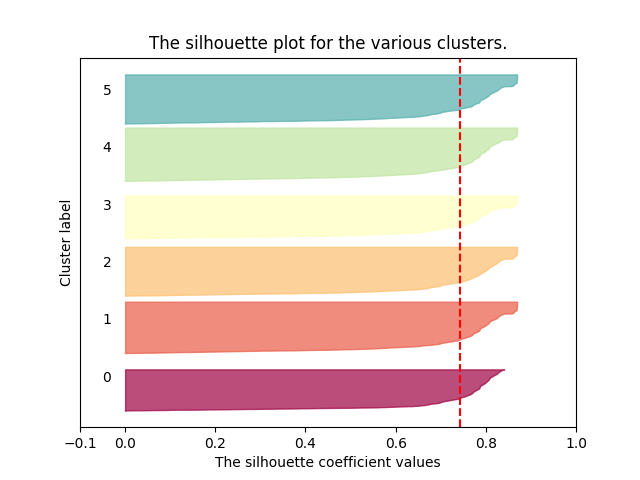 The silhouette plot for the various clusters.
5
4
3
2
1
0
Cluster label
−0.1 0.0 0.2 0.4 0.6 0.8 1.0
The silhouette coefficient values